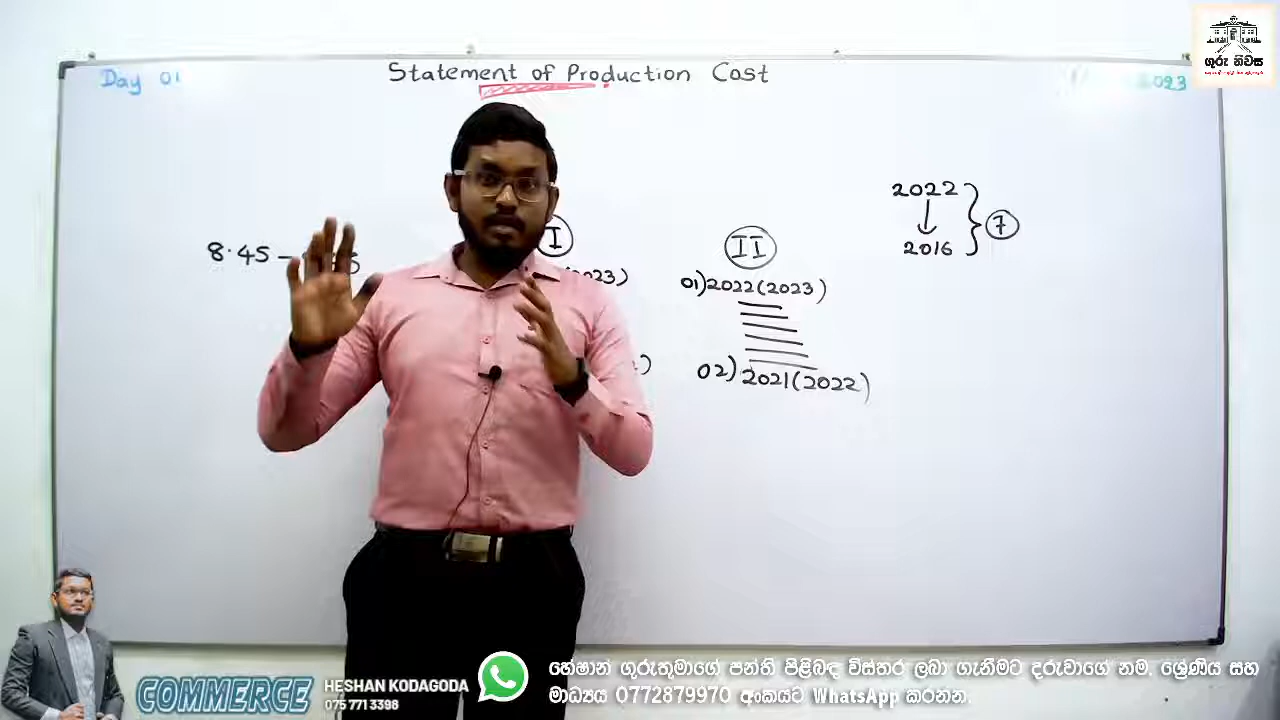 Day 01
Statement of Production Cost
2023
ගුරු නිවස
8.45 –
I
2023)
II
01) 2022 (2023)
02) 2021 (2022)
2022
↓
2016
7
COMMERCE
HESHAN KODAGODA
075 771 3398
හේෂාන් ගුරුතුමාගේ පන්ති පිළිබඳ විස්තර ලබා ගැනීමට දරුවාගේ නම, ශ්‍රේණිය සහ
මාධ්‍යය 0772879970 අංකයට WhatsApp කරන්න.